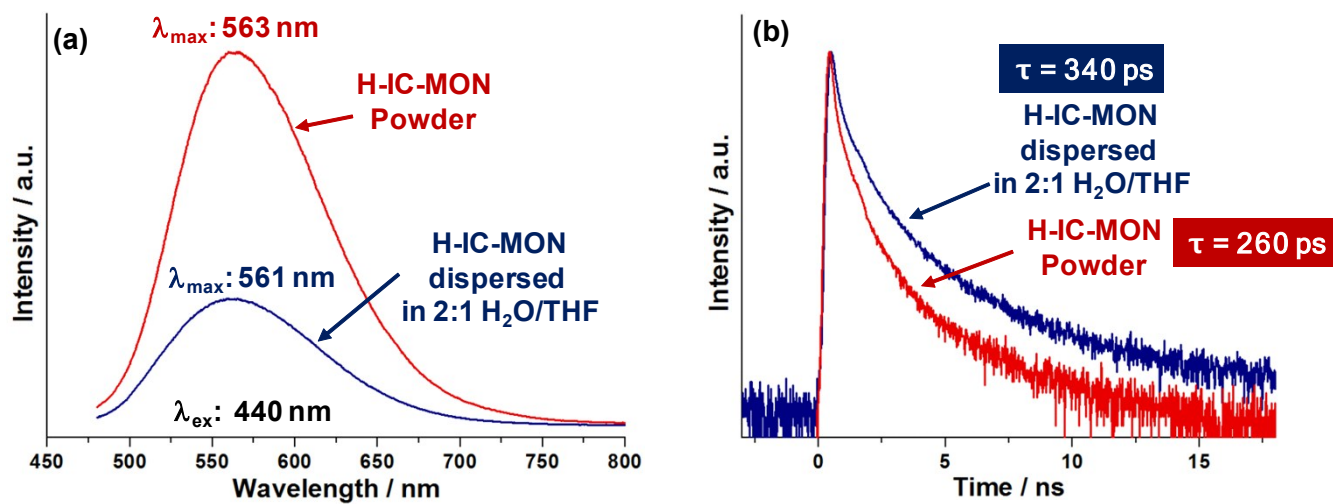 (a)
λmax: 563 nm
H-IC-MON
Powder
λmax: 561 nm
H-IC-MON
dispersed
in 2:1 H₂O/THF
λex: 440 nm
Intensity / a.u.
450 500 550 600 650 700 750 800
Wavelength / nm
(b)
τ = 340 ps
H-IC-MON
dispersed
in 2:1 H₂O/THF
H-IC-MON
Powder
τ = 260 ps
Intensity / a.u.
0 5 10 15
Time / ns